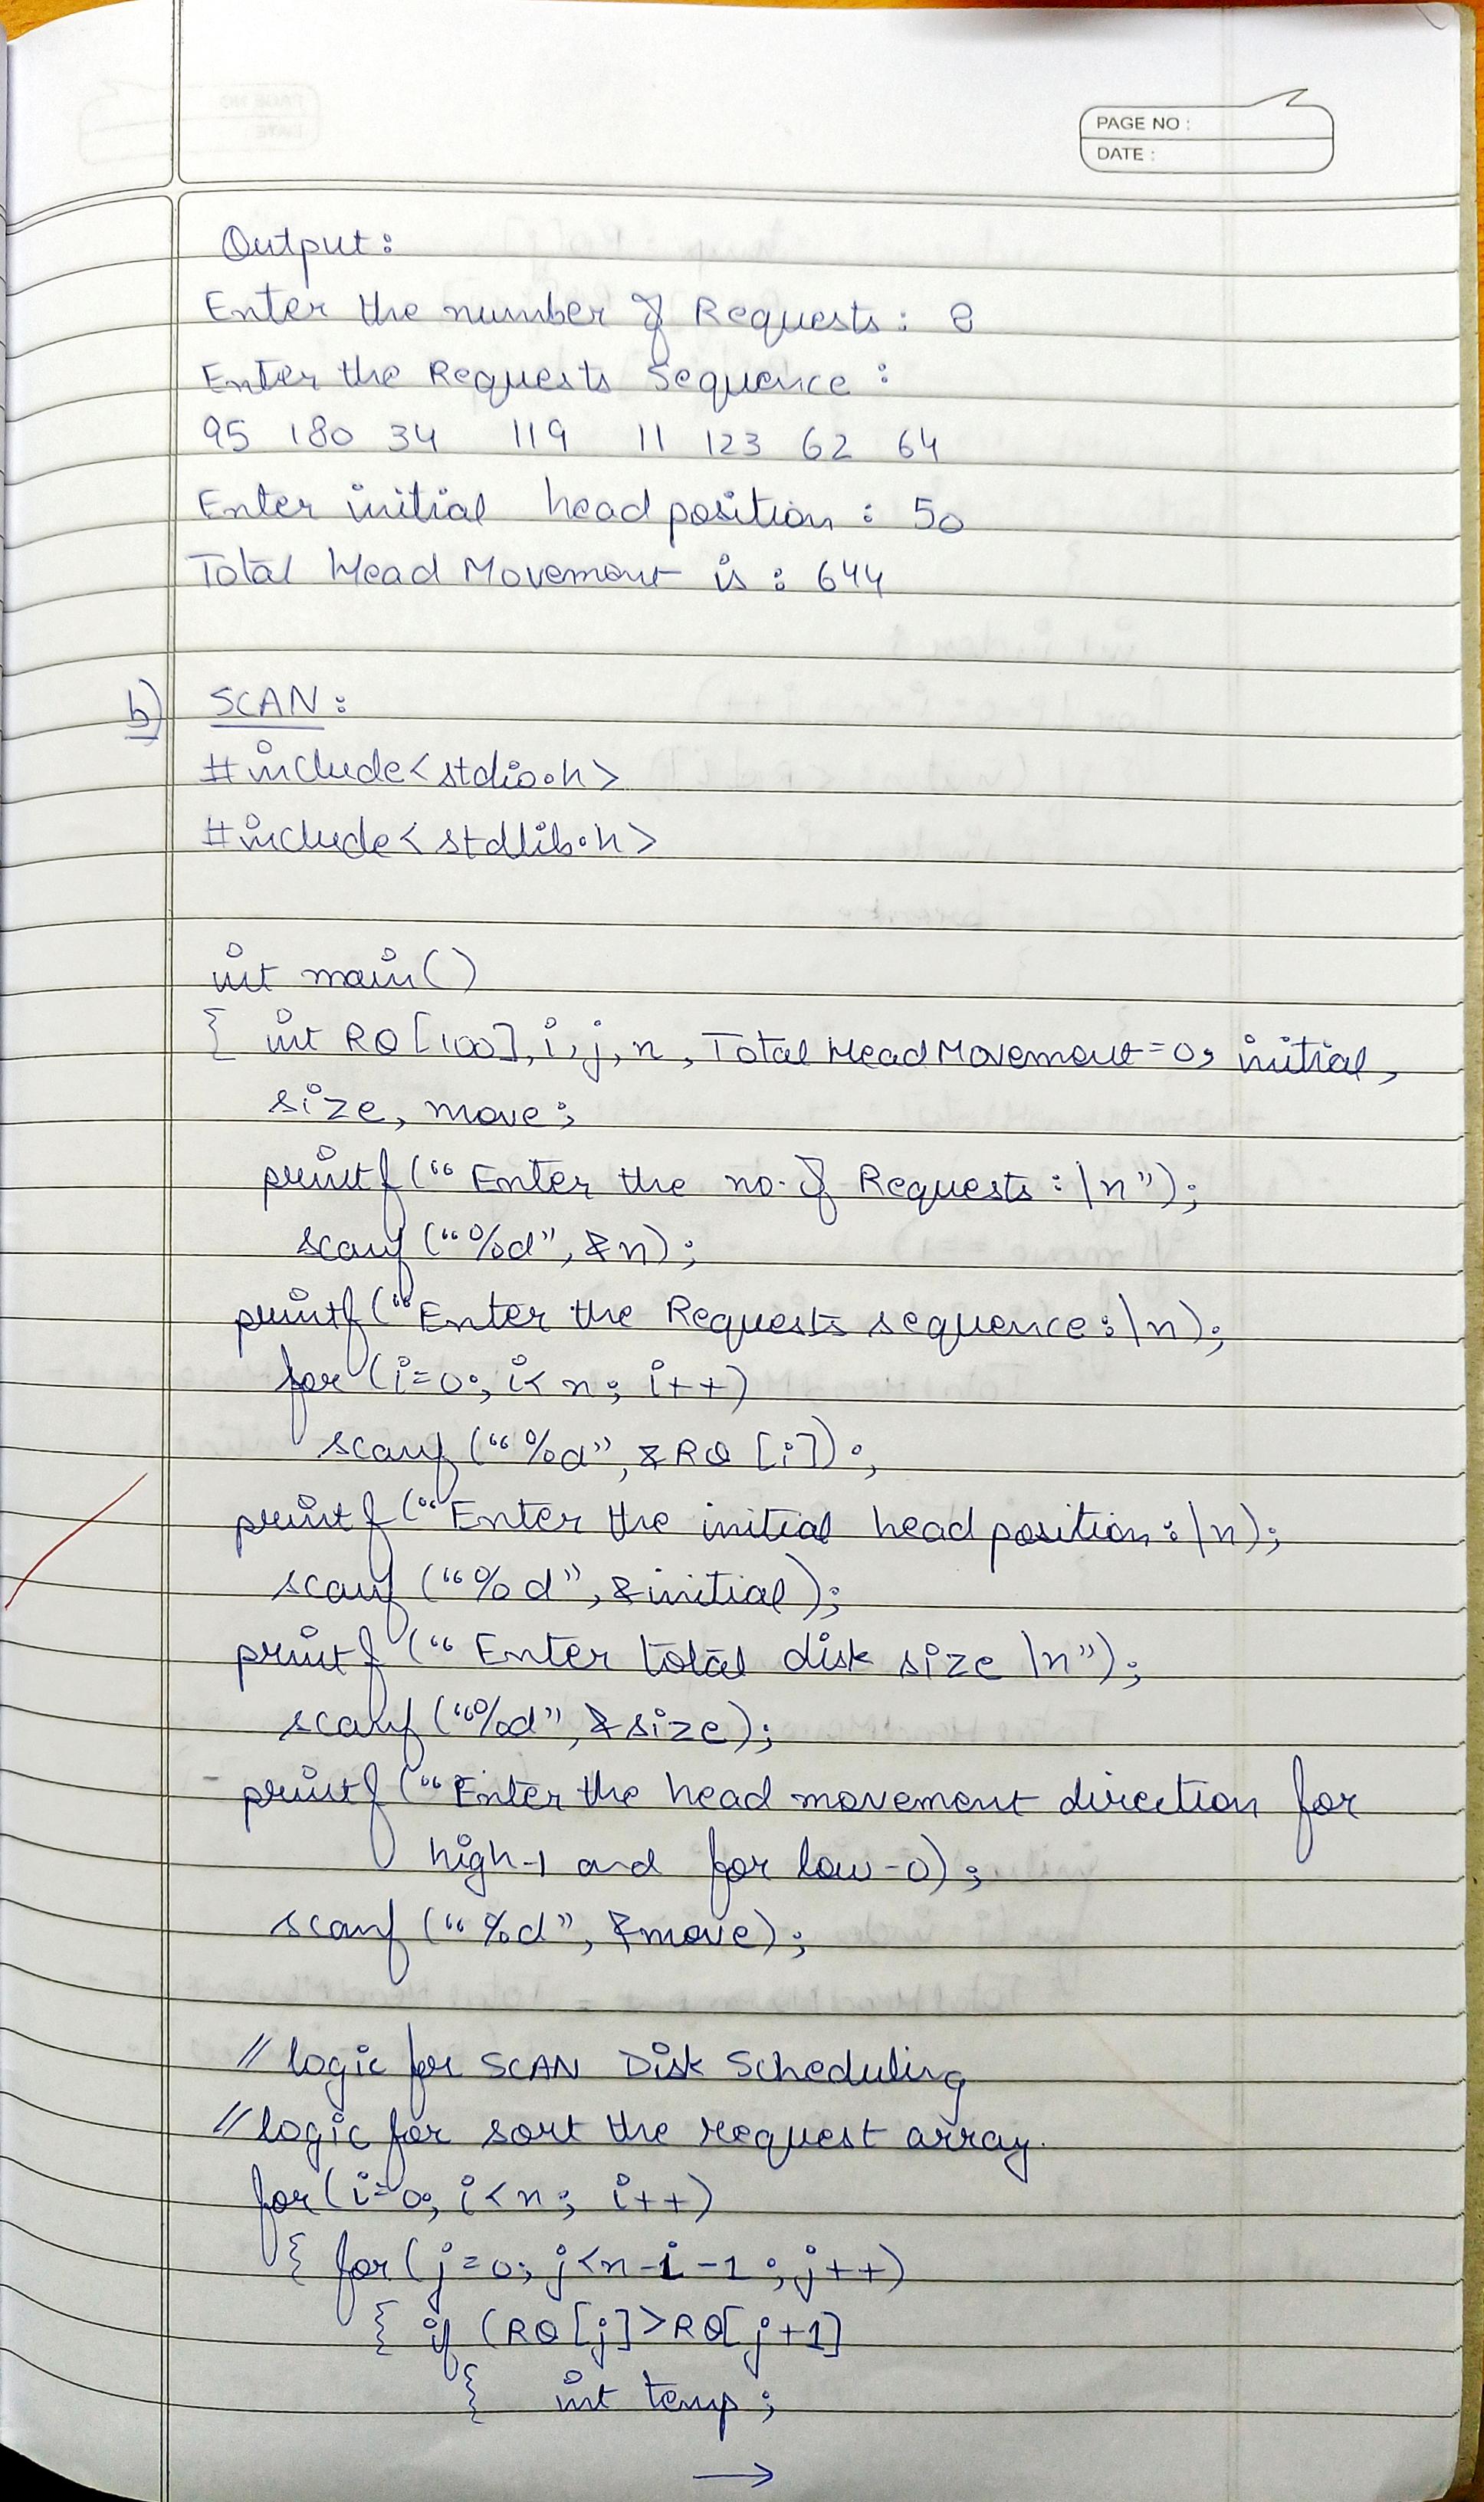 PAGE NO :
DATE :
Output:
Enter the number of Requests: 8
Enter the Requests Sequence :
95 180 34 119 11 123 62 64
Enter initial head position : 50
Total Head Movement is : 644
b) SCAN :
#include<stdio.h>
#include<stdlib.h>
int main()
{ int RQ[100], i, j, n, Total Head Movement=0, initial,
size, move;
printf(“Enter the no. of Requests :\n”);
scanf (“%d”, &n);
printf(“Enter the Requests sequence:\n);
for (i=0; i<n; i++)
scanf (“%d”, &RQ [i]);
printf(“Enter the initial head position:\n);
scanf (“%d”, &initial);
printf (“Enter total disk size \n”);
scanf (“%d”, &size);
- printf (“Enter the head movement direction for
high-1 and for low-0);
scanf (“%d”, &move);
// logic for SCAN Disk Scheduling
// logic for sort the request array.
for(i=0; i<n; i++)
{ for(j=0; j<n-i-1; j++)
{ if (RQ[j]>RQ[j+1]
{ int temp;
→